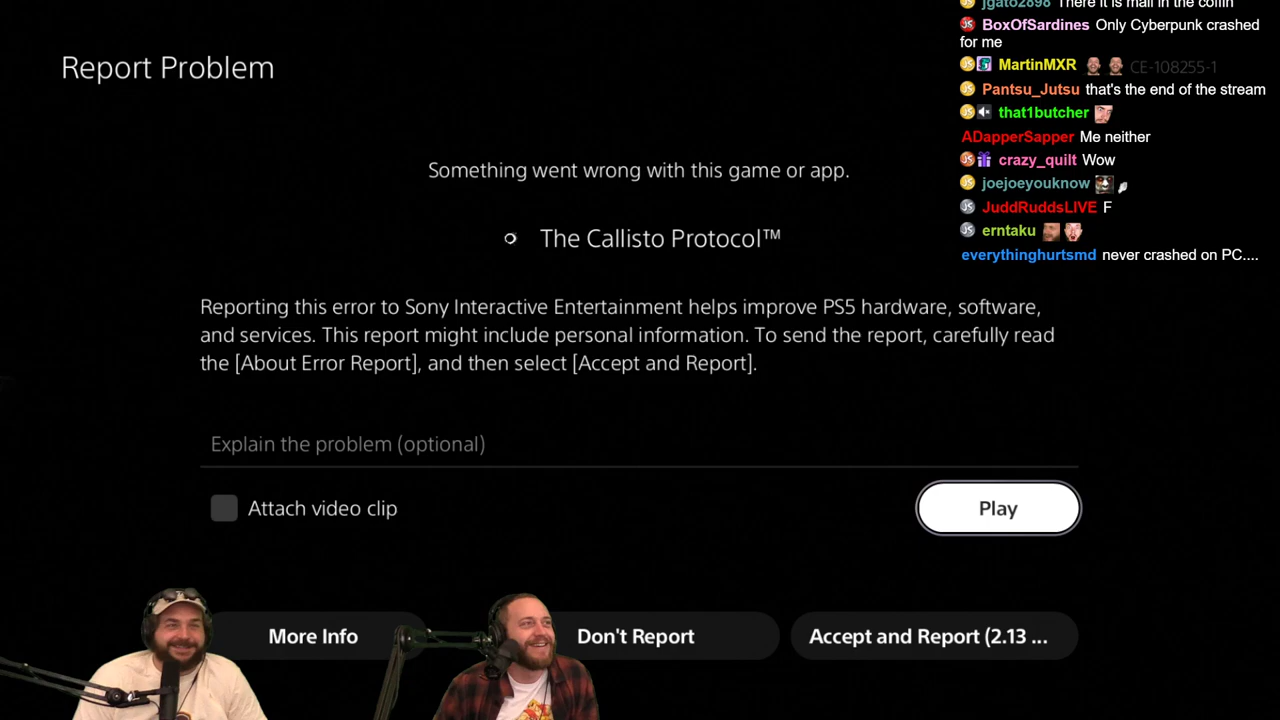 Report Problem
jgato2898 There it is mail in the coffin
BoxOfSardines Only Cyberpunk crashed
for me
MartinMXR CE-108255-1
Pantsu_Jutsu that's the end of the stream
that1butcher
ADapperSapper Me neither
crazy_quilt Wow
joejoeyouknow
JuddRuddsLIVE F
erntaku
everythinghurtsmd never crashed on PC....
Something went wrong with this game or app.
The Callisto Protocol™
Reporting this error to Sony Interactive Entertainment helps improve PS5 hardware, software,
and services. This report might include personal information. To send the report, carefully read
the [About Error Report], and then select [Accept and Report].
Explain the problem (optional)
Attach video clip
Play
More Info
Don't Report
Accept and Report (2.13 ...